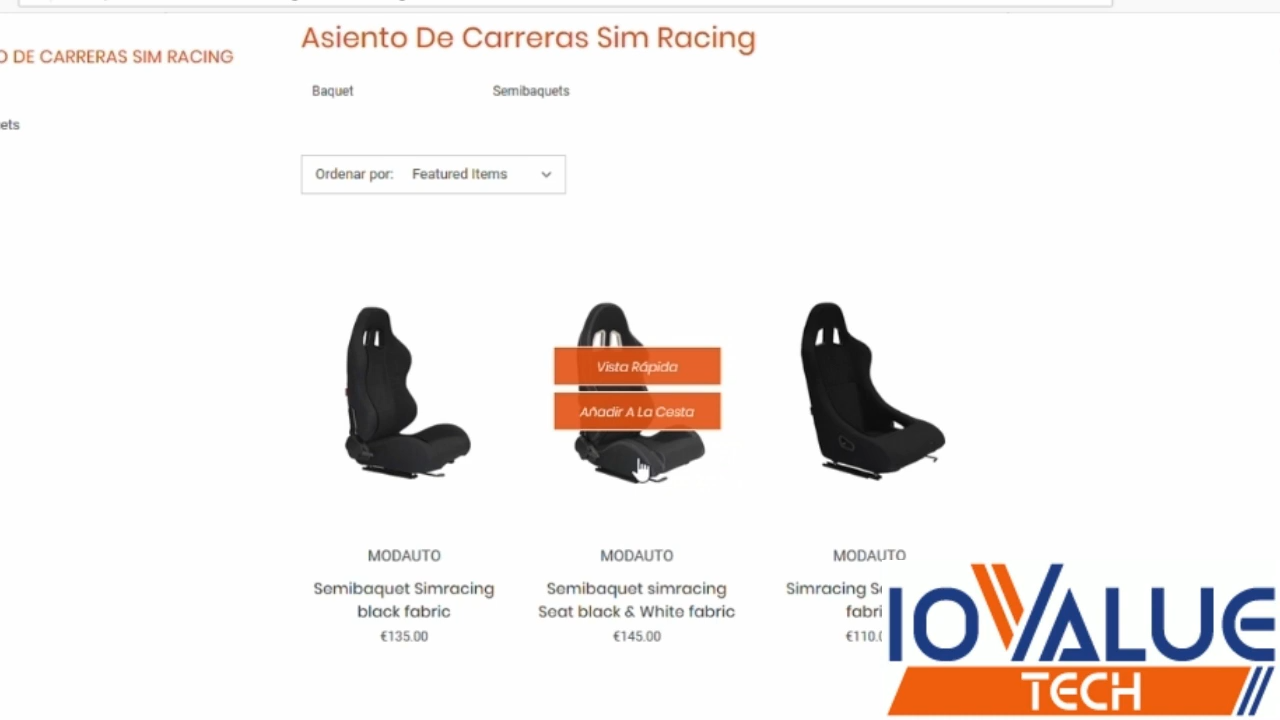 Asiento De Carreras Sim Racing
DE CARRERAS SIM RACING
Baquet
Semibaquets
Ordenar por: Featured Items
Vista Rápida
Añadir A La Cesta
MODAUTO
Semibaquet Simracing
black fabric
€135.00
MODAUTO
Semibaquet simracing
Seat black & White fabric
€145.00
MODAUTO
Simracing
IOVALUE
TECH